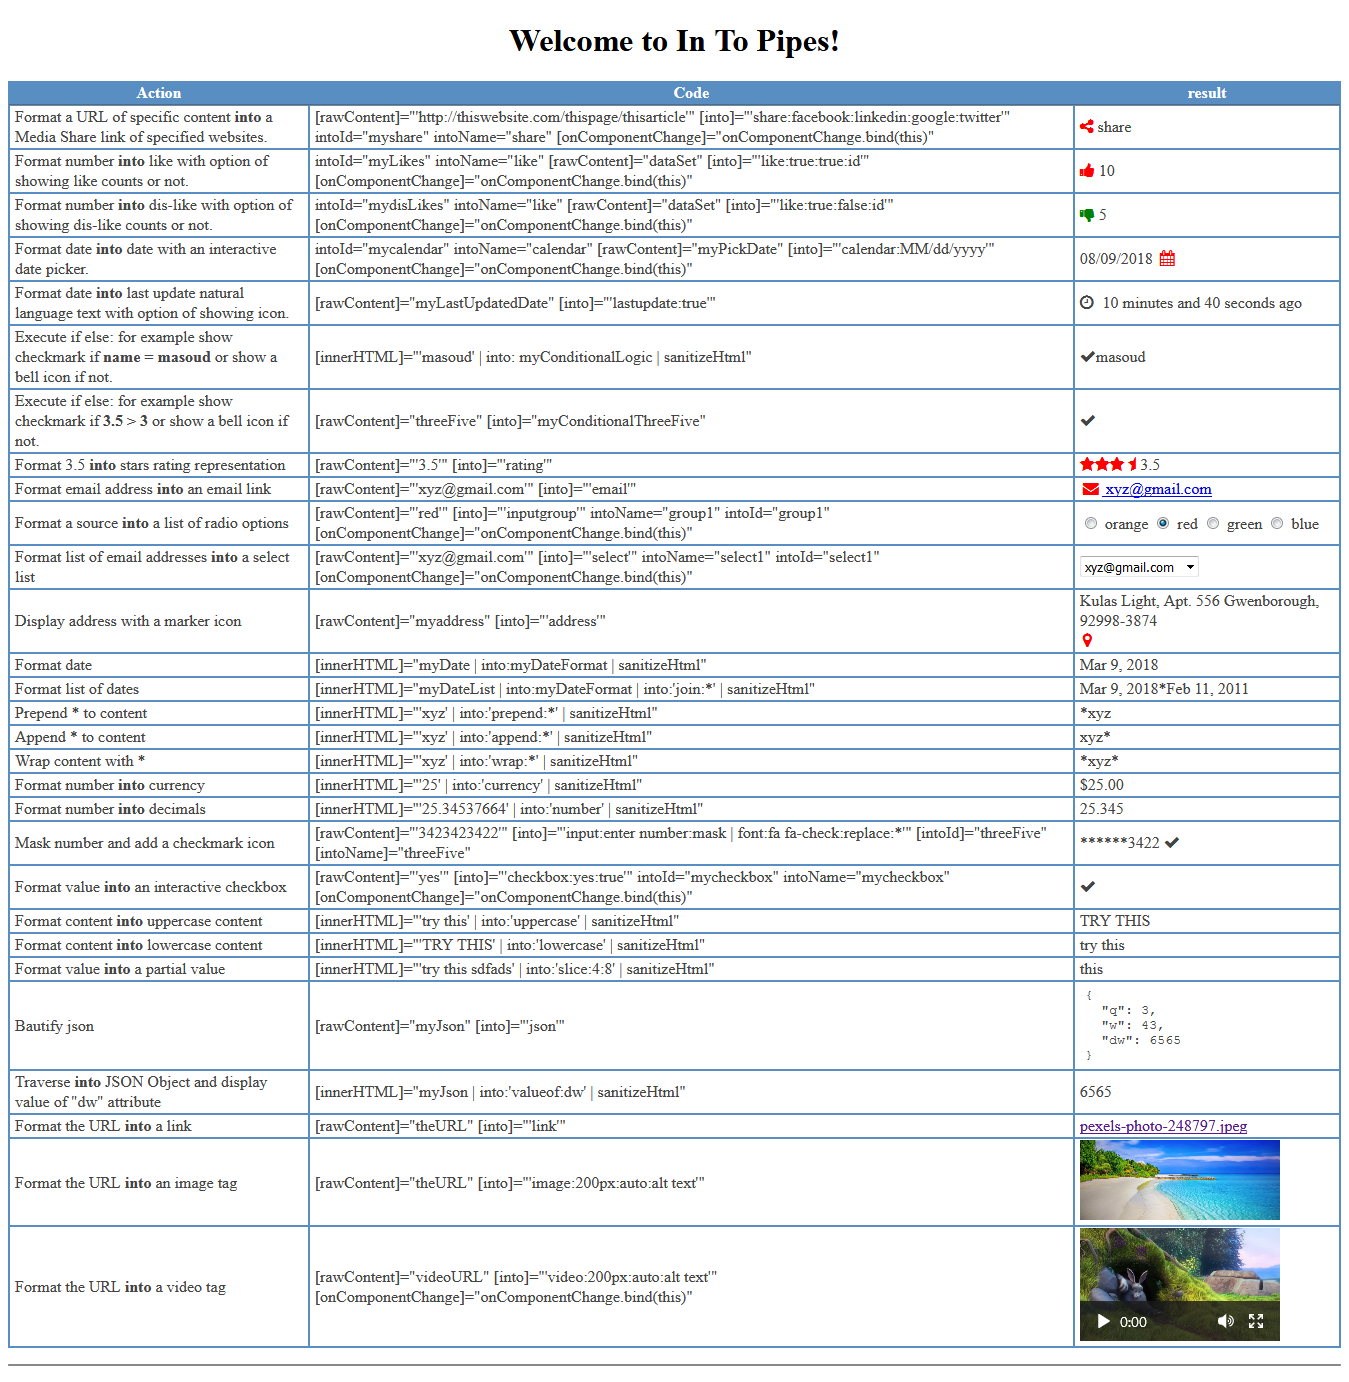 Welcome to In To Pipes!
Action Code result
Format a URL of specific content into a
Media Share link of specified websites.
[rawContent]="'http://thiswebsite.com/thispage/thisarticle'" [into]="'share:facebook:linkedin:google:twitter'"
intoId="myshare" intoName="share" [onComponentChange]="onComponentChange.bind(this)"
share
Format number into like with option of
showing like counts or not.
intoId="myLikes" intoName="like" [rawContent]="dataSet" [into]="'like:true:true:id'"
[onComponentChange]="onComponentChange.bind(this)"
10
Format number into dis-like with option of
showing dis-like counts or not.
intoId="mydisLikes" intoName="like" [rawContent]="dataSet" [into]="'like:true:false:id'"
[onComponentChange]="onComponentChange.bind(this)"
5
Format date into date with an interactive
date picker.
intoId="mycalendar" intoName="calendar" [rawContent]="myPickDate" [into]="'calendar:MM/dd/yyyy'"
[onComponentChange]="onComponentChange.bind(this)"
08/09/2018
Format date into last update natural
language text with option of showing icon.
[rawContent]="myLastUpdatedDate" [into]="'lastupdate:true'"
10 minutes and 40 seconds ago
Execute if else: for example show
checkmark if name = masoud or show a
bell icon if not.
[innerHTML]="'masoud' | into: myConditionalLogic | sanitizeHtml"
masoud
Execute if else: for example show
checkmark if 3.5 > 3 or show a bell icon if
not.
[rawContent]="threeFive" [into]="myConditionalThreeFive"
Format 3.5 into stars rating representation
[rawContent]="'3.5'" [into]="'rating'"
3.5
Format email address into an email link
[rawContent]="'xyz@gmail.com'" [into]="'email'"
xyz@gmail.com
Format a source into a list of radio options
[rawContent]="'red'" [into]="'inputgroup'" intoName="group1" intoId="group1"
[onComponentChange]="onComponentChange.bind(this)"
orange red green blue
Format list of email addresses into a select
list
[rawContent]="'xyz@gmail.com'" [into]="'select'" intoName="select1" intoId="select1"
[onComponentChange]="onComponentChange.bind(this)"
xyz@gmail.com
Display address with a marker icon
[rawContent]="myaddress" [into]="'address'"
Kulas Light, Apt. 556 Gwenborough,
92998-3874
Format date
[innerHTML]="myDate | into:myDateFormat | sanitizeHtml"
Mar 9, 2018
Format list of dates
[innerHTML]="myDateList | into:myDateFormat | into:'join:*' | sanitizeHtml"
Mar 9, 2018*Feb 11, 2011
Prepend * to content
[innerHTML]="'xyz' | into:'prepend:*' | sanitizeHtml"
*xyz
Append * to content
[innerHTML]="'xyz' | into:'append:*' | sanitizeHtml"
xyz*
Wrap content with *
[innerHTML]="'xyz' | into:'wrap:*' | sanitizeHtml"
*xyz*
Format number into currency
[innerHTML]="'25' | into:'currency' | sanitizeHtml"
$25.00
Format number into decimals
[innerHTML]="'25.34537664' | into:'number' | sanitizeHtml"
25.345
Mask number and add a checkmark icon
[rawContent]="'3423423422'" [into]="'input:enter number:mask | font:fa fa-check:replace:*'" [intoId]="threeFive"
[intoName]="threeFive"
******3422
Format value into an interactive checkbox
[rawContent]="'yes'" [into]="'checkbox:yes:true'" intoId="mycheckbox" intoName="mycheckbox"
[onComponentChange]="onComponentChange.bind(this)"
Format content into uppercase content
[innerHTML]="'try this' | into:'uppercase' | sanitizeHtml"
TRY THIS
Format content into lowercase content
[innerHTML]="'TRY THIS' | into:'lowercase' | sanitizeHtml"
try this
Format value into a partial value
[innerHTML]="'try this sdfads' | into:'slice:4:8' | sanitizeHtml"
this
Bautify json
[rawContent]="myJson" [into]="'json'"
{
"q": 3,
"w": 43,
"dw": 6565
}
Traverse into JSON Object and display
value of "dw" attribute
[innerHTML]="myJson | into:'valueof:dw' | sanitizeHtml"
6565
Format the URL into a link
[rawContent]="theURL" [into]="'link'"
pexels-photo-248797.jpeg
Format the URL into an image tag
[rawContent]="theURL" [into]="'image:200px:auto:alt text'"
Format the URL into a video tag
[rawContent]="videoURL" [into]="'video:200px:auto:alt text'"
[onComponentChange]="onComponentChange.bind(this)"
0:00